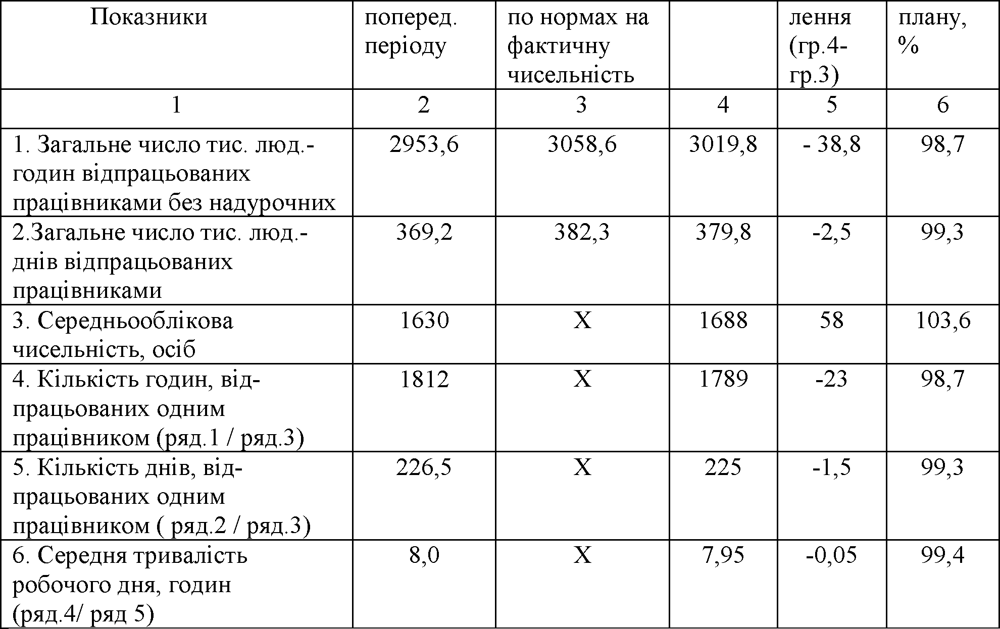 Показники
поперед.
періоду
по нормах на
фактичну
чисельність
лення
(гр.4-
гр.3)
плану,
%
1 2 3 4 5 6
1. Загальне число тис. люд.-
годин відпрацьованих
працівниками без надурочних
2953,6 3058,6 3019,8 - 38,8 98,7
2.Загальне число тис. люд.-
днів відпрацьованих
працівниками
369,2 382,3 379,8 -2,5 99,3
3. Середньооблікова
чисельність, осіб
1630 Х 1688 58 103,6
4. Кількість годин, від-
працьованих одним
працівником (ряд.1 / ряд.3)
1812 Х 1789 -23 98,7
5. Кількість днів, від-
працьованих одним
працівником ( ряд.2 / ряд.3)
226,5 Х 225 -1,5 99,3
6. Середня тривалість
робочого дня, годин
(ряд.4/ ряд 5)
8,0 Х 7,95 -0,05 99,4